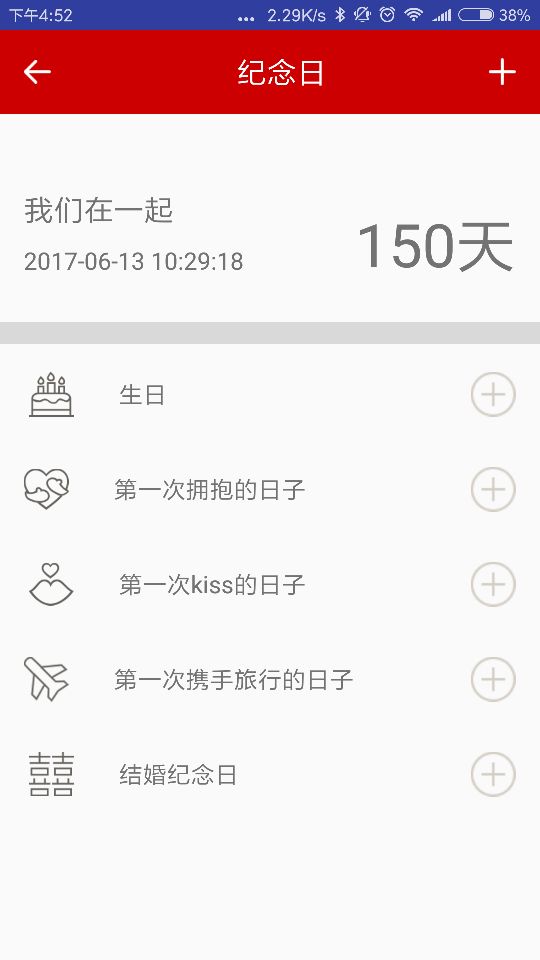 下午4:52 ... 2.29K/s 38%
纪念日
我们在一起
2017-06-13 10:29:18
150天
生日
第一次拥抱的日子
第一次kiss的日子
第一次携手旅行的日子
囍 结婚纪念日